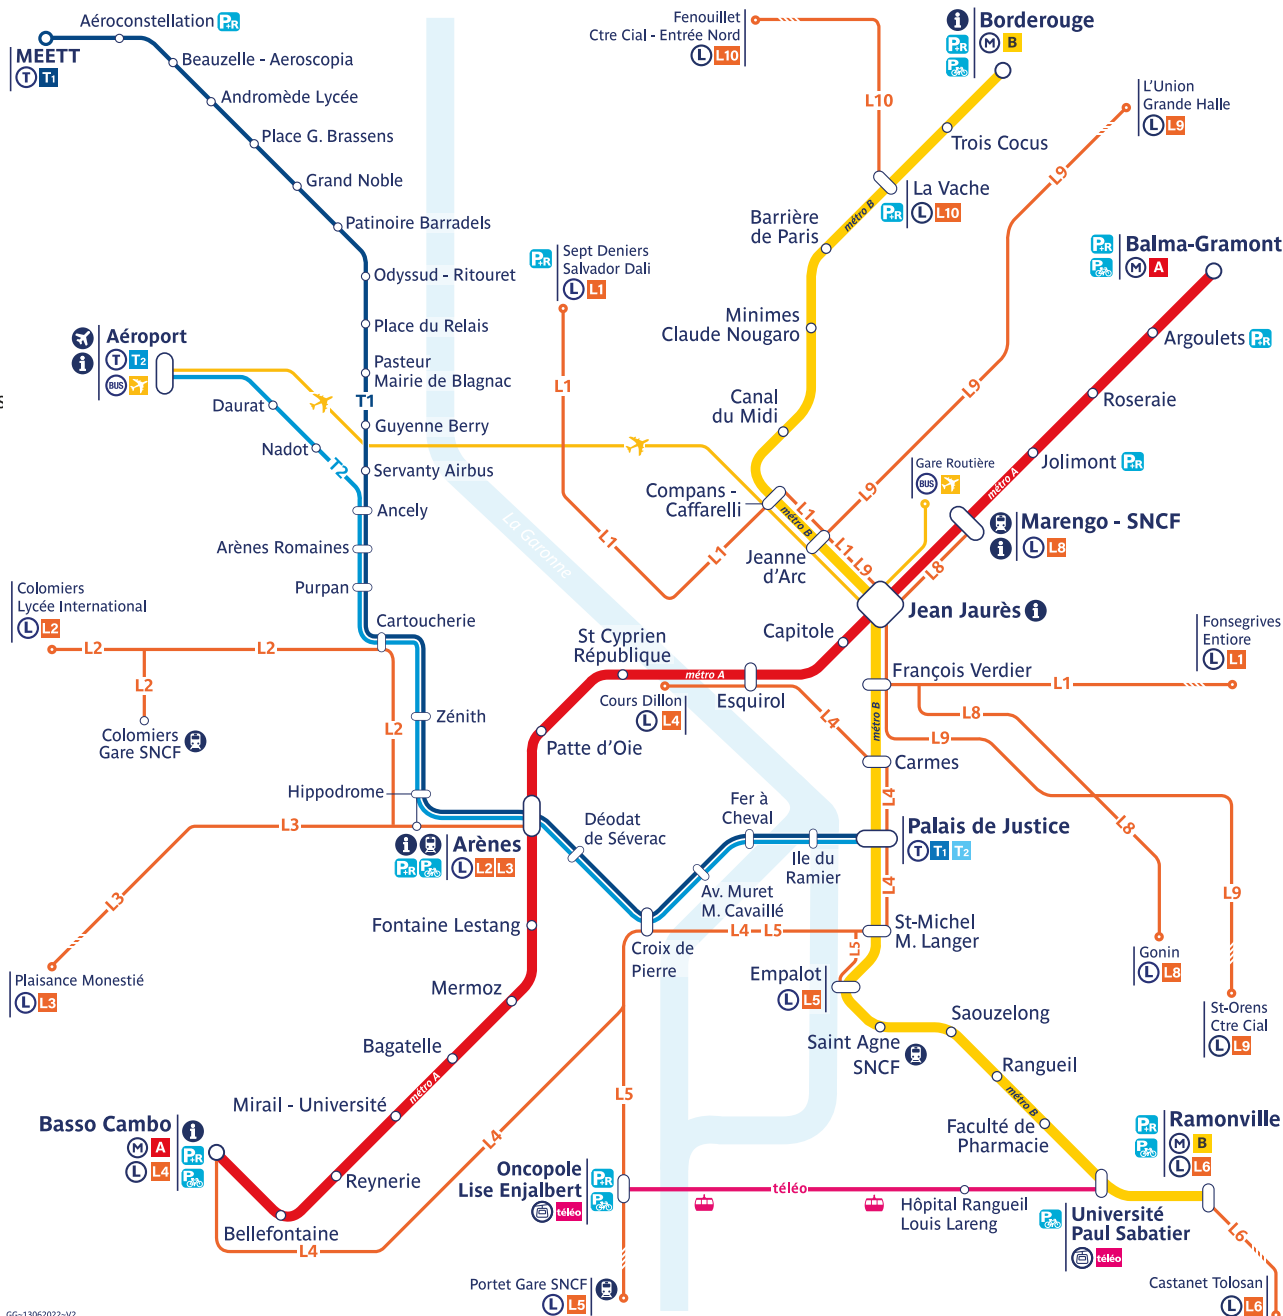 Aéroconstellation P+R
MEETT
T T1
Beauzelle - Aeroscopia
Andromède Lycée
Place G. Brassens
Grand Noble
Patinoire Barradels
Odyssud - Ritouret
Place du Relais
Pasteur
Mairie de Blagnac
T1
Guyenne Berry
Servanty Airbus
Ancely
Arènes Romaines
Purpan
Cartoucherie
Zénith
Hippodrome
i Aéroport
T T2
BUS
Daurat
Nadot
T2
s
Fenouillet
Ctre Cial - Entrée Nord
L L10
L10
i Borderouge
P+R M B
P
Trois Cocus
La Vache
P+R L L10
métro B
Barrière
de Paris
Minimes
Claude Nougaro
Canal
du Midi
Compans -
Caffarelli
métro B
Jeanne
d'Arc
L'Union
Grande Halle
L L9
L9
L9
L9
P+R Balma-Gramont
P M A
Argoulets P+R
Roseraie
Jolimont P+R
métro A
Marengo - SNCF
i L L8
L8
Gare Routière
BUS
P+R Sept Deniers
Salvador Dali
L L1
L1
L1
L1
L1
L1
L9
La Garonne
Jean Jaurès i
Capitole
St Cyprien
République
métro A
Esquirol
Cours Dillon
L L4
L4
Patte d'Oie
Colomiers
Lycée International
L L2
L2
L2
L2
L2
Colomiers
Gare SNCF
L3
L3
Plaisance Monestié
L L3
i Arènes
P+R P L L2 L3
Déodat
de Séverac
Croix de
Pierre
Av. Muret
M. Cavaillé
Fer à
Cheval
Ile du
Ramier
François Verdier
L1
Fonsegrives
Entiore
L L1
L8
L9
métro B
Carmes
L4
Palais de Justice
T T1 T2
L4
L8
L9
St-Michel
M. Langer
L4
L5
L5
Gonin
L L8
St-Orens
Ctre Cial
L L9
Empalot
L L5
Saint Agne
SNCF
Saouzelong
Rangueil
métro B
Faculté de
Pharmacie
P+R Ramonville
P M B
L L6
L6
Castanet Tolosan
L L6
Université
Paul Sabatier
P téléo
Hôpital Rangueil
Louis Lareng
téléo
Oncopole P+R
Lise Enjalbert P
téléo
L5
Portet Gare SNCF
L L5
Fontaine Lestang
Mermoz
Bagatelle
métro A
Mirail - Université
Reynerie
Bellefontaine
Basso Cambo i
M A P+R
L L4 P
L4
L4
GG-13062022-V2